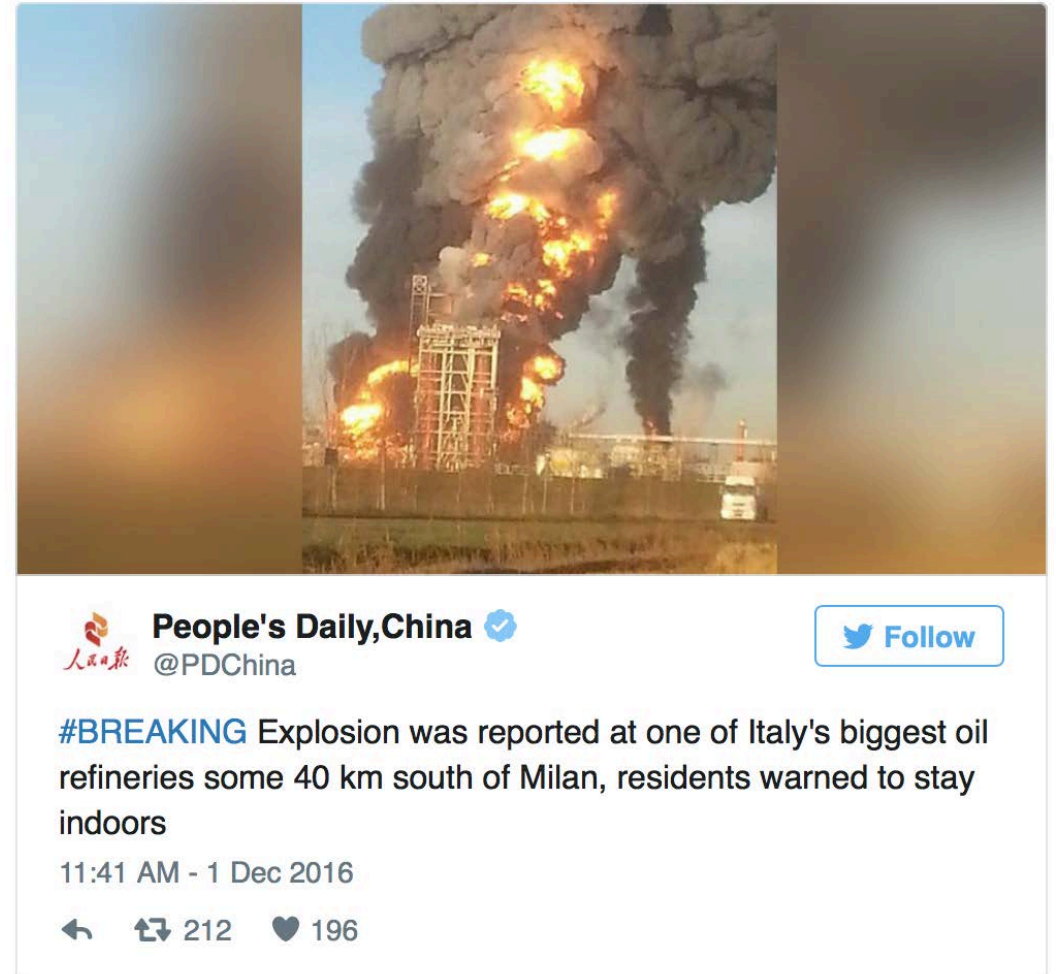 人民日报
People's Daily,China
@PDChina
Follow
#BREAKING Explosion was reported at one of Italy's biggest oil
refineries some 40 km south of Milan, residents warned to stay
indoors
11:41 AM - 1 Dec 2016
212 196